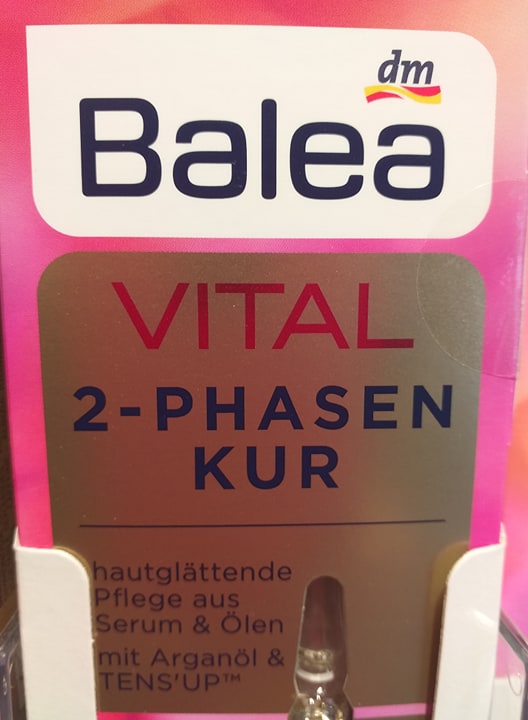 dm
Balea
VITAL
2-PHASEN
KUR
hautglättende
Pflege aus
Serum & Ölen
mit Arganöl &
TENS'UP™